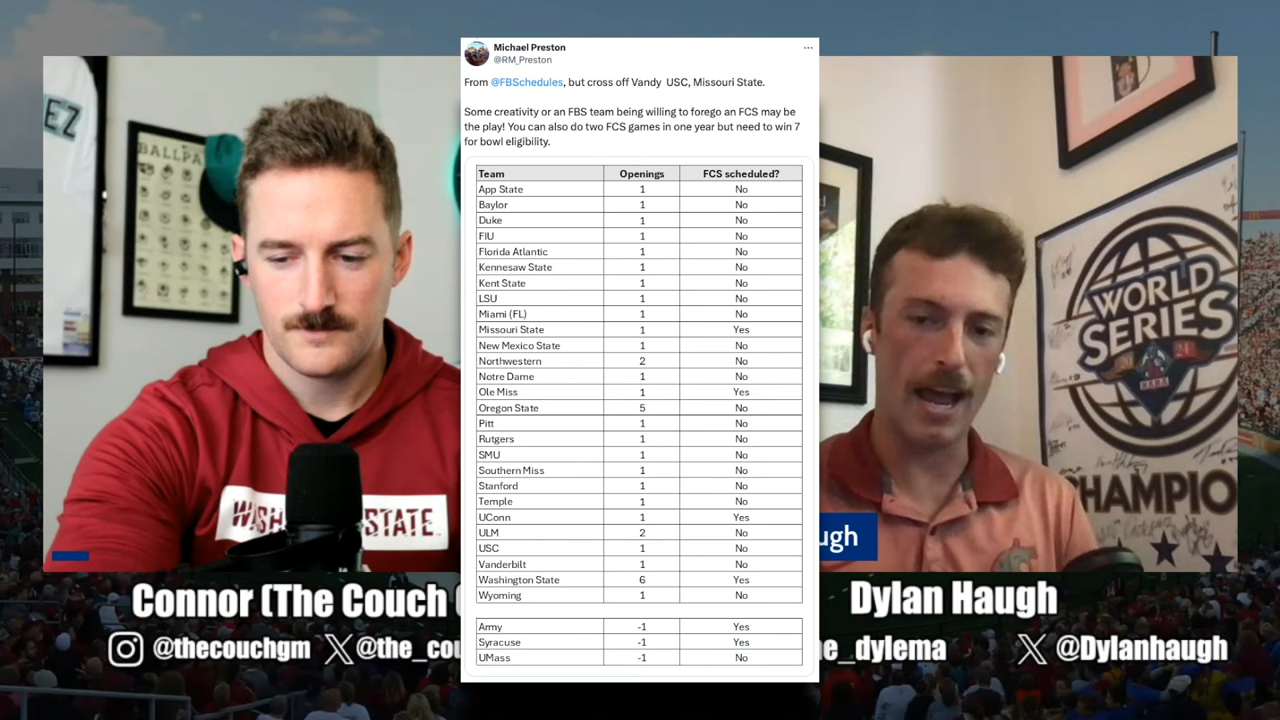 EZ
BALLPA
WASH STATE
Connor (The Couch
@thecouchgm
@the_cou
Michael Preston
@RM_Preston
From @FBSchedules, but cross off Vandy USC, Missouri State.
Some creativity or an FBS team being willing to forego an FCS may be
the play! You can also do two FCS games in one year but need to win 7
for bowl eligibility.
Team Openings FCS scheduled?
App State 1 No
Baylor 1 No
Duke 1 No
FIU 1 No
Florida Atlantic 1 No
Kennesaw State 1 No
Kent State 1 No
LSU 1 No
Miami (FL) 1 No
Missouri State 1 Yes
New Mexico State 1 No
Northwestern 2 No
Notre Dame 1 No
Ole Miss 1 Yes
Oregon State 5 No
Pitt 1 No
Rutgers 1 No
SMU 1 No
Southern Miss 1 No
Stanford 1 No
Temple 1 No
UConn 1 Yes
ULM 2 No
USC 1 No
Vanderbilt 1 No
Washington State 6 Yes
Wyoming 1 No
Army -1 Yes
Syracuse -1 Yes
UMass -1 No
WORLD
SERIES
20 21
CHAMPIO
ugh
Dylan Haugh
e_dylema
@Dylanhaugh